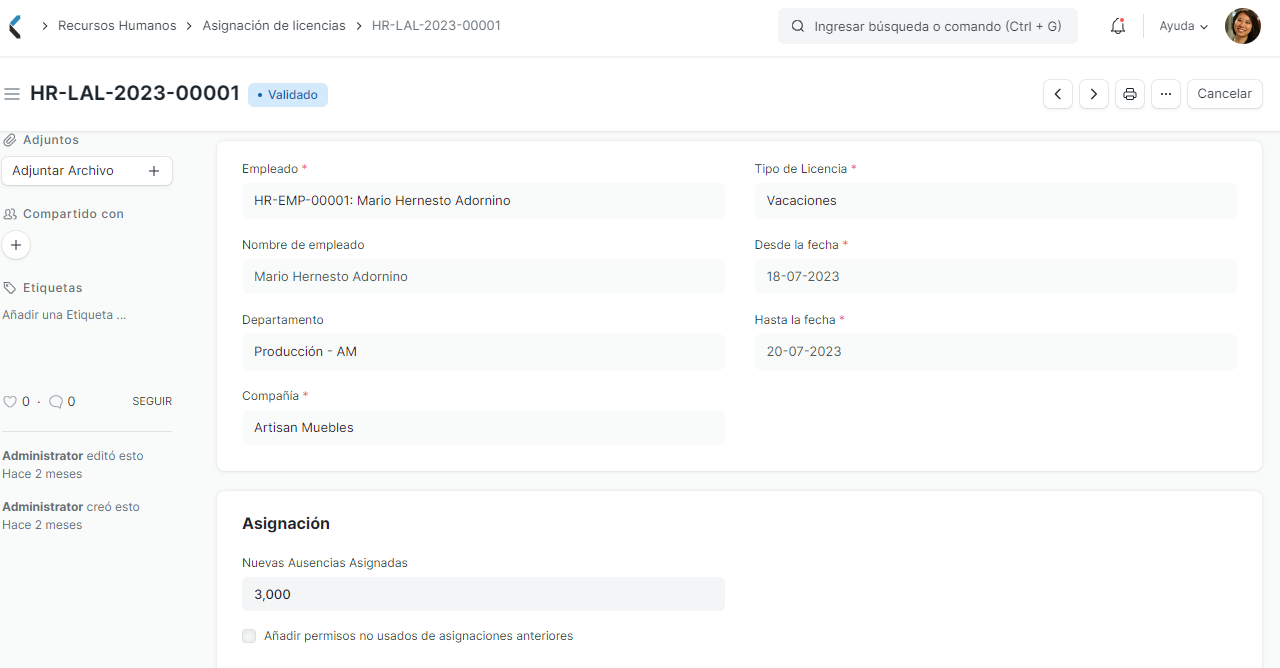 Recursos Humanos > Asignación de licencias > HR-LAL-2023-00001
Ingresar búsqueda o comando (Ctrl + G)
Ayuda
HR-LAL-2023-00001
• Validado
Cancelar
Adjuntos
Adjuntar Archivo +
Compartido con
+
Etiquetas
Añadir una Etiqueta ...
0 · 0 SEGUIR
Administrator editó esto
Hace 2 meses
Administrator creó esto
Hace 2 meses
Empleado *
HR-EMP-00001: Mario Hernesto Adornino
Nombre de empleado
Mario Hernesto Adornino
Departamento
Producción - AM
Compañía *
Artisan Muebles
Tipo de Licencia *
Vacaciones
Desde la fecha *
18-07-2023
Hasta la fecha *
20-07-2023
Asignación
Nuevas Ausencias Asignadas
3,000
Añadir permisos no usados de asignaciones anteriores